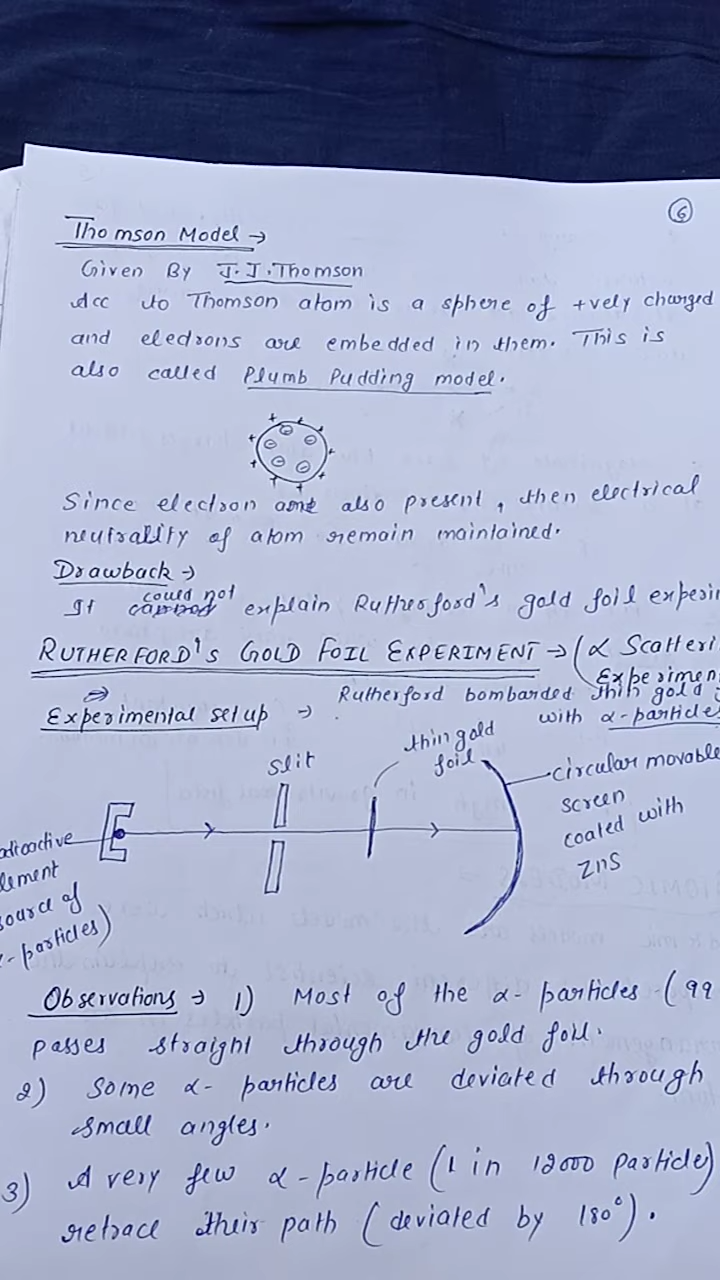 6
Thomson Model →
Given By J.J.Thomson
Acc to Thomson atom is a sphere of +vely charged
and eledrons are embedded in them. This is
also called Plumb Pudding model.
Since electron are also present, then electrical
neutrality of atom remain maintained.
Drawback →
It could not explain Rutherford's gold foil experim
RUTHERFORD'S GOLD FOIL EXPERIMENT → (α Scatteri
Experimen
⇒ Rutherford bombarded thin gold
Experimental setup → with α-particles
slit
thin gold
foil
circular movable
screen
coated with
ZnS
adioactive
lement
source of
α-particles)
Observations → 1) Most of the α- particles (99
passes straight through the gold foil.
2) Some α- particles are deviated through
small angles.
3) A very few α-particle (1 in 12000 particle)
retrace their path (deviated by 180°).